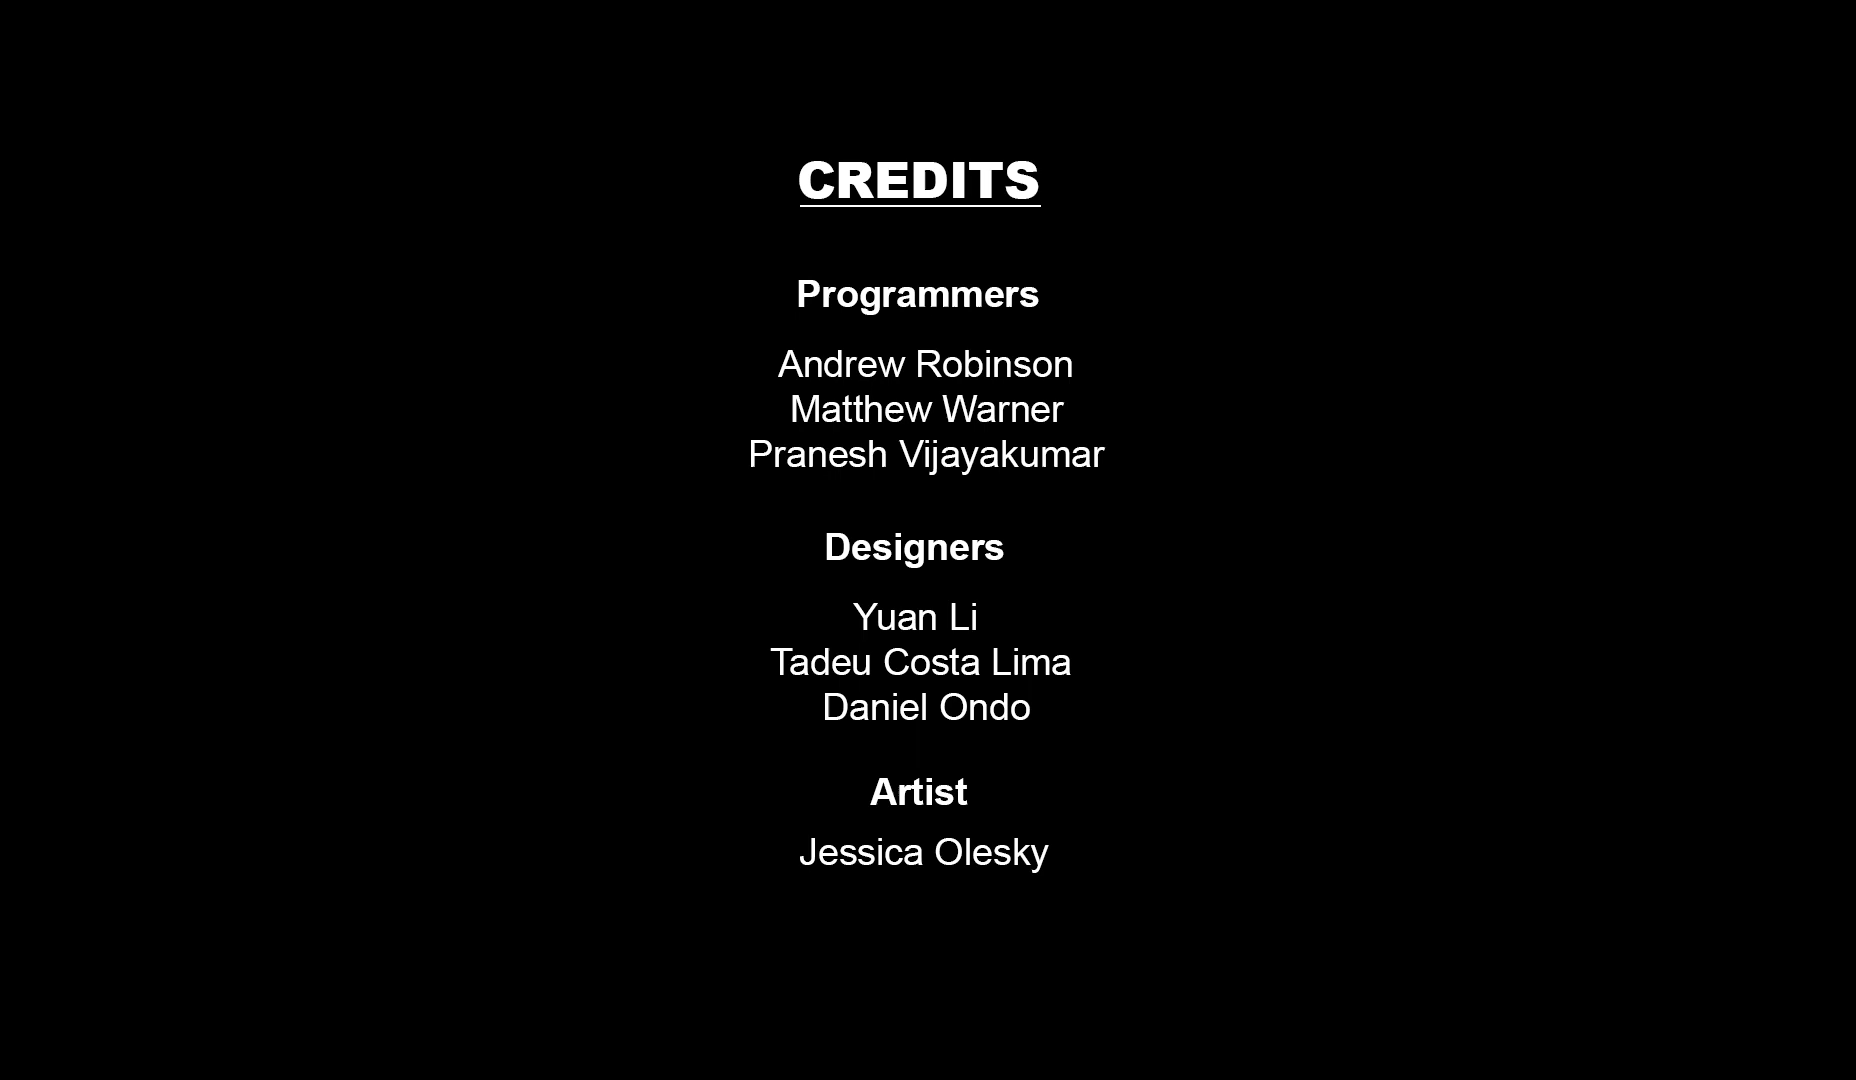 CREDITS
Programmers
Andrew Robinson
Matthew Warner
Pranesh Vijayakumar
Designers
Yuan Li
Tadeu Costa Lima
Daniel Ondo
Artist
Jessica Olesky